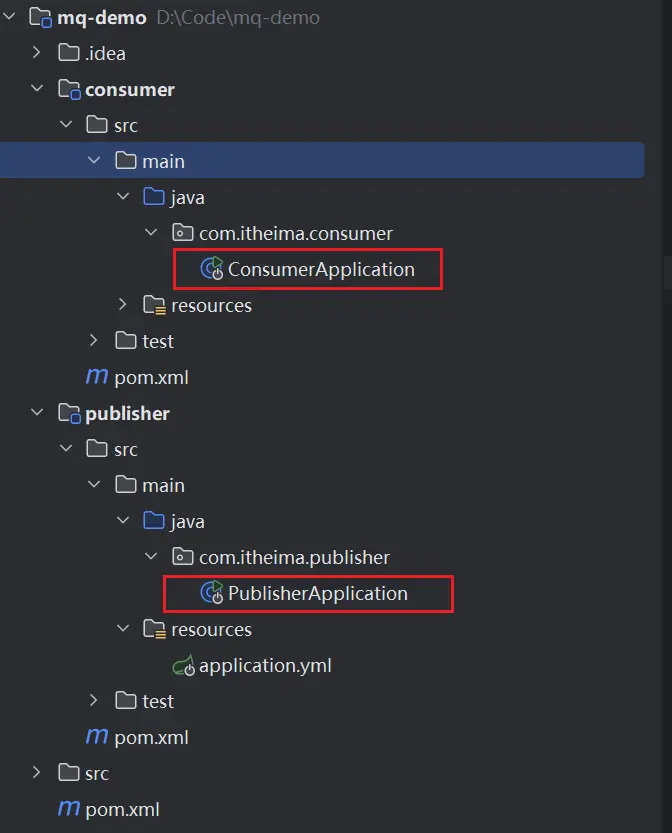 mq-demo D:\Code\mq-demo
.idea
consumer
src
main
java
com.itheima.consumer
ConsumerApplication
resources
test
m pom.xml
publisher
src
main
java
com.itheima.publisher
PublisherApplication
resources
application.yml
test
m pom.xml
src
m pom.xml